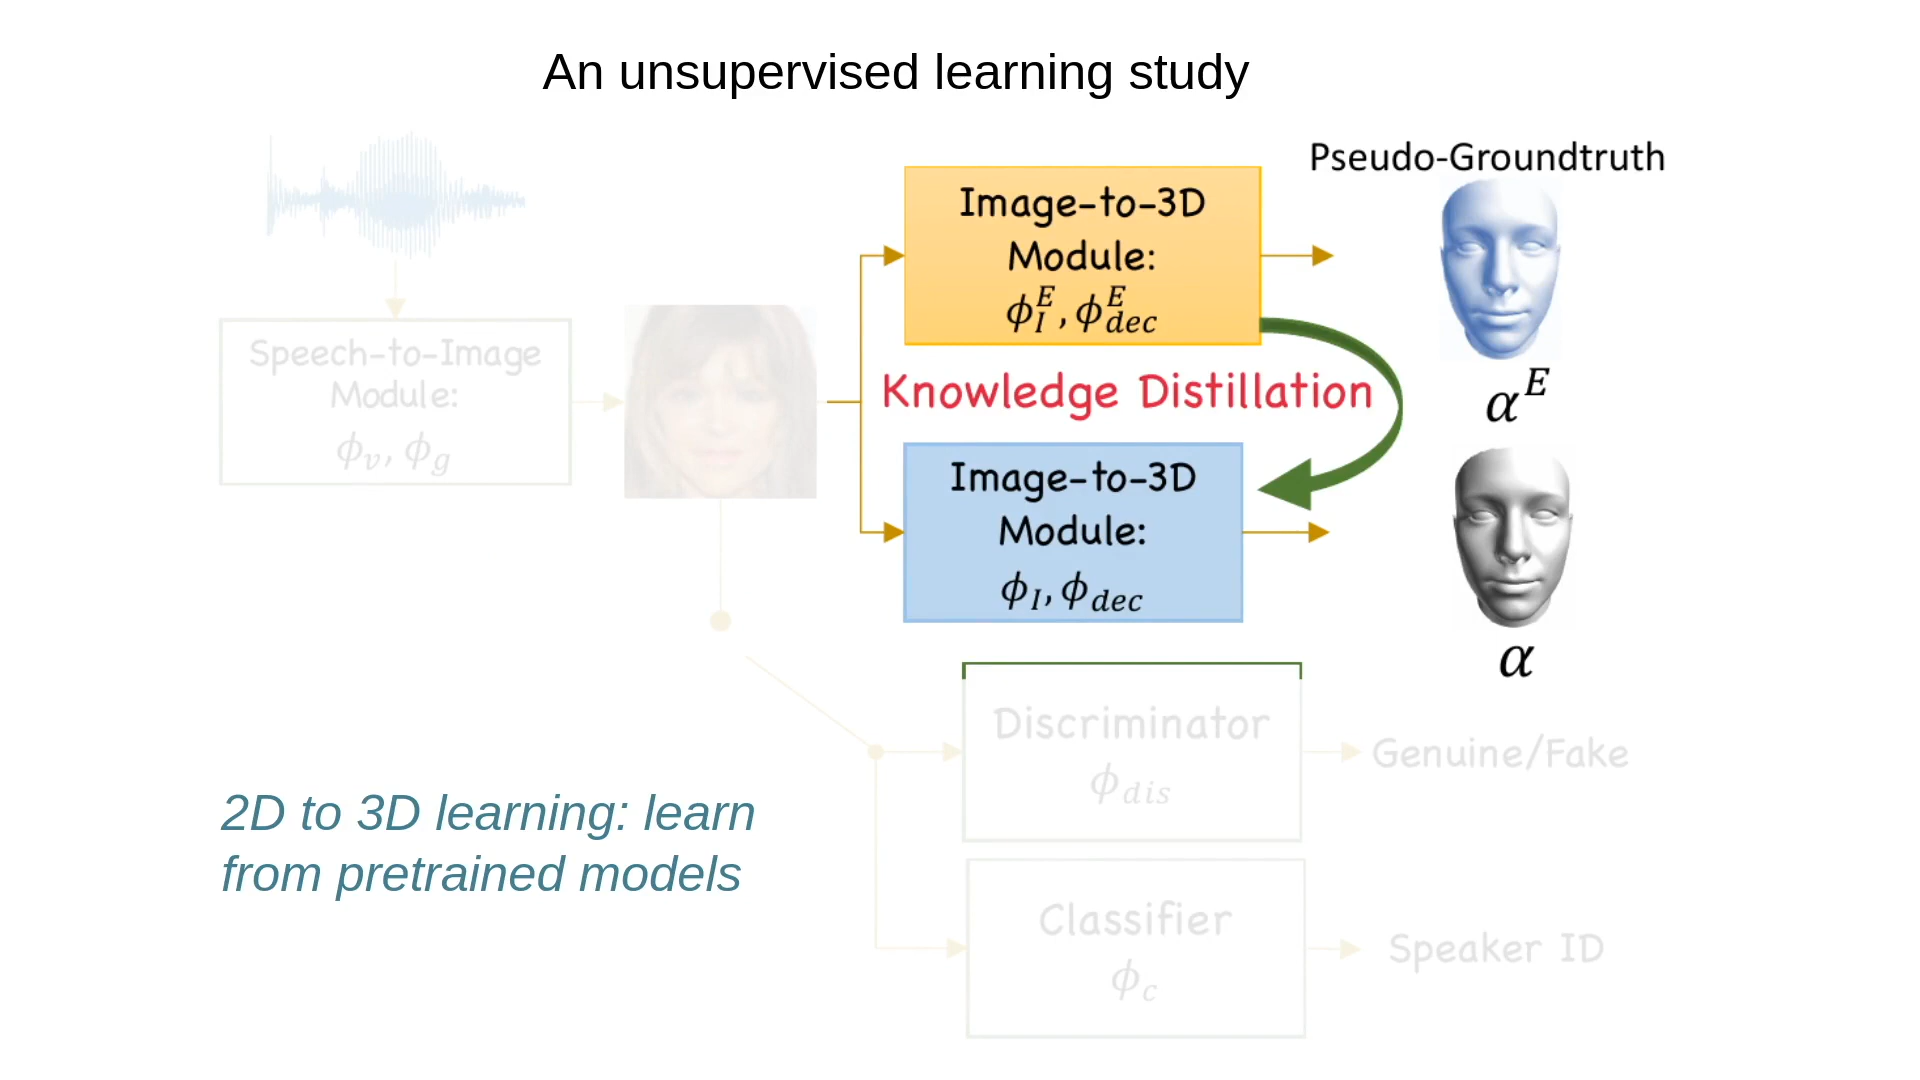 An unsupervised learning study
Pseudo-Groundtruth
Image-to-3D
Module:
ϕ_I^E, ϕ_dec^E
α^E
Speech-to-Image
Module:
ϕ_v, ϕ_g
Knowledge Distillation
Image-to-3D
Module:
ϕ_I, ϕ_dec
α
Discriminator
ϕ_dis
Genuine/Fake
2D to 3D learning: learn
from pretrained models
Classifier
ϕ_c
Speaker ID